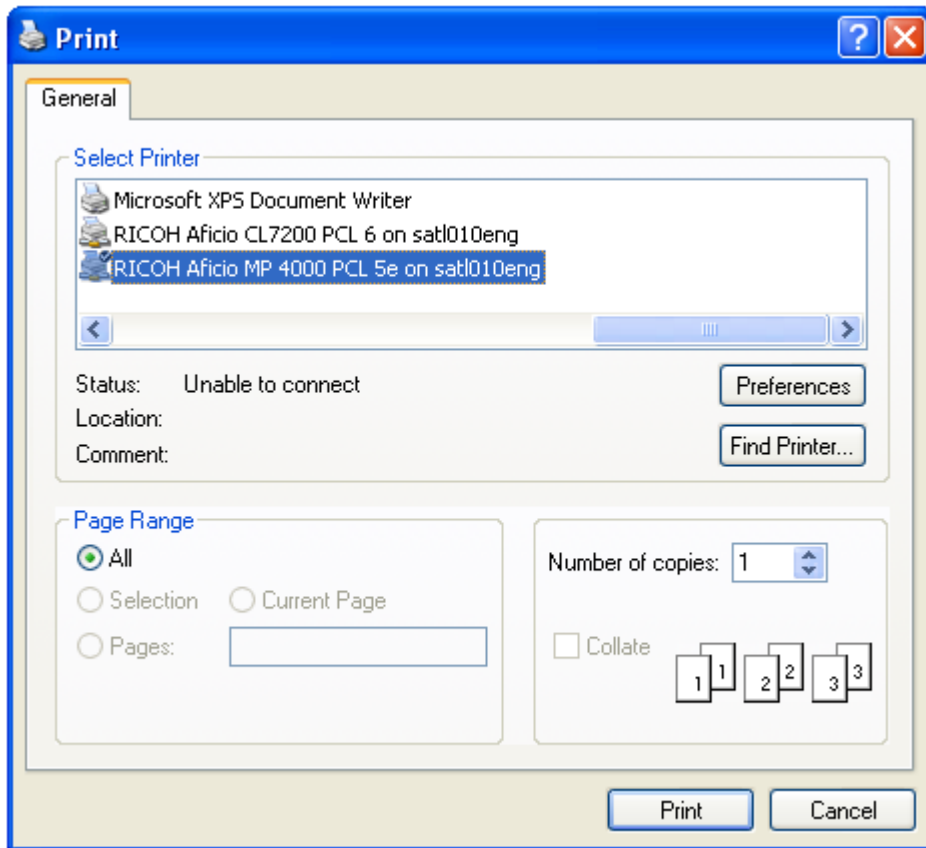 Print
General
Select Printer
Microsoft XPS Document Writer
RICOH Aficio CL7200 PCL 6 on satl010eng
RICOH Aficio MP 4000 PCL 5e on satl010eng
Status: Unable to connect
Preferences
Location:
Comment:
Find Printer...
Page Range
All
Selection
Current Page
Pages:
Number of copies: 1
Collate
1 1 2 2 3 3
Print
Cancel